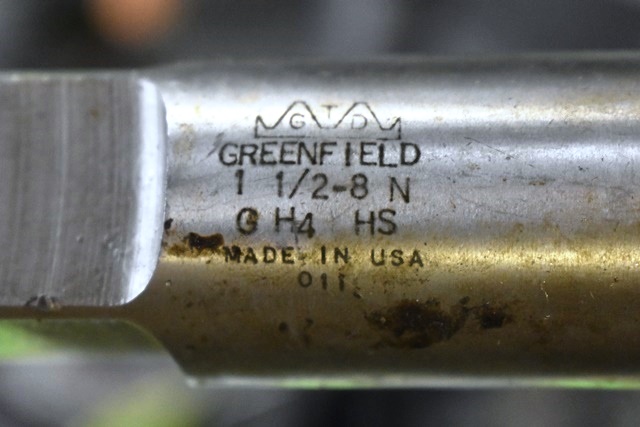 GTD
GREENFIELD
1 1/2-8 N
G H4 HS
MADE IN USA
011